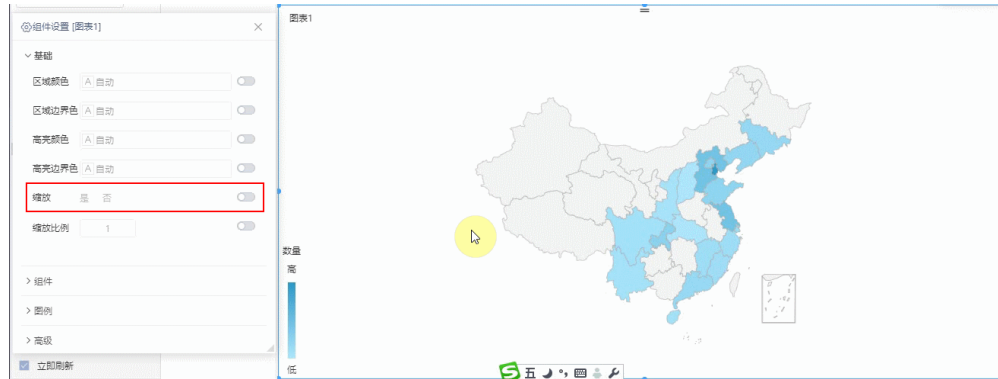 组件设置 [图表1]
基础
区域颜色 A 自动
区域边界色 A 自动
高亮颜色 A 自动
高亮边界色 A 自动
缩放 是 否
缩放比例 1
组件
图例
高级
立即刷新
图表1
数量
高
低
S 五